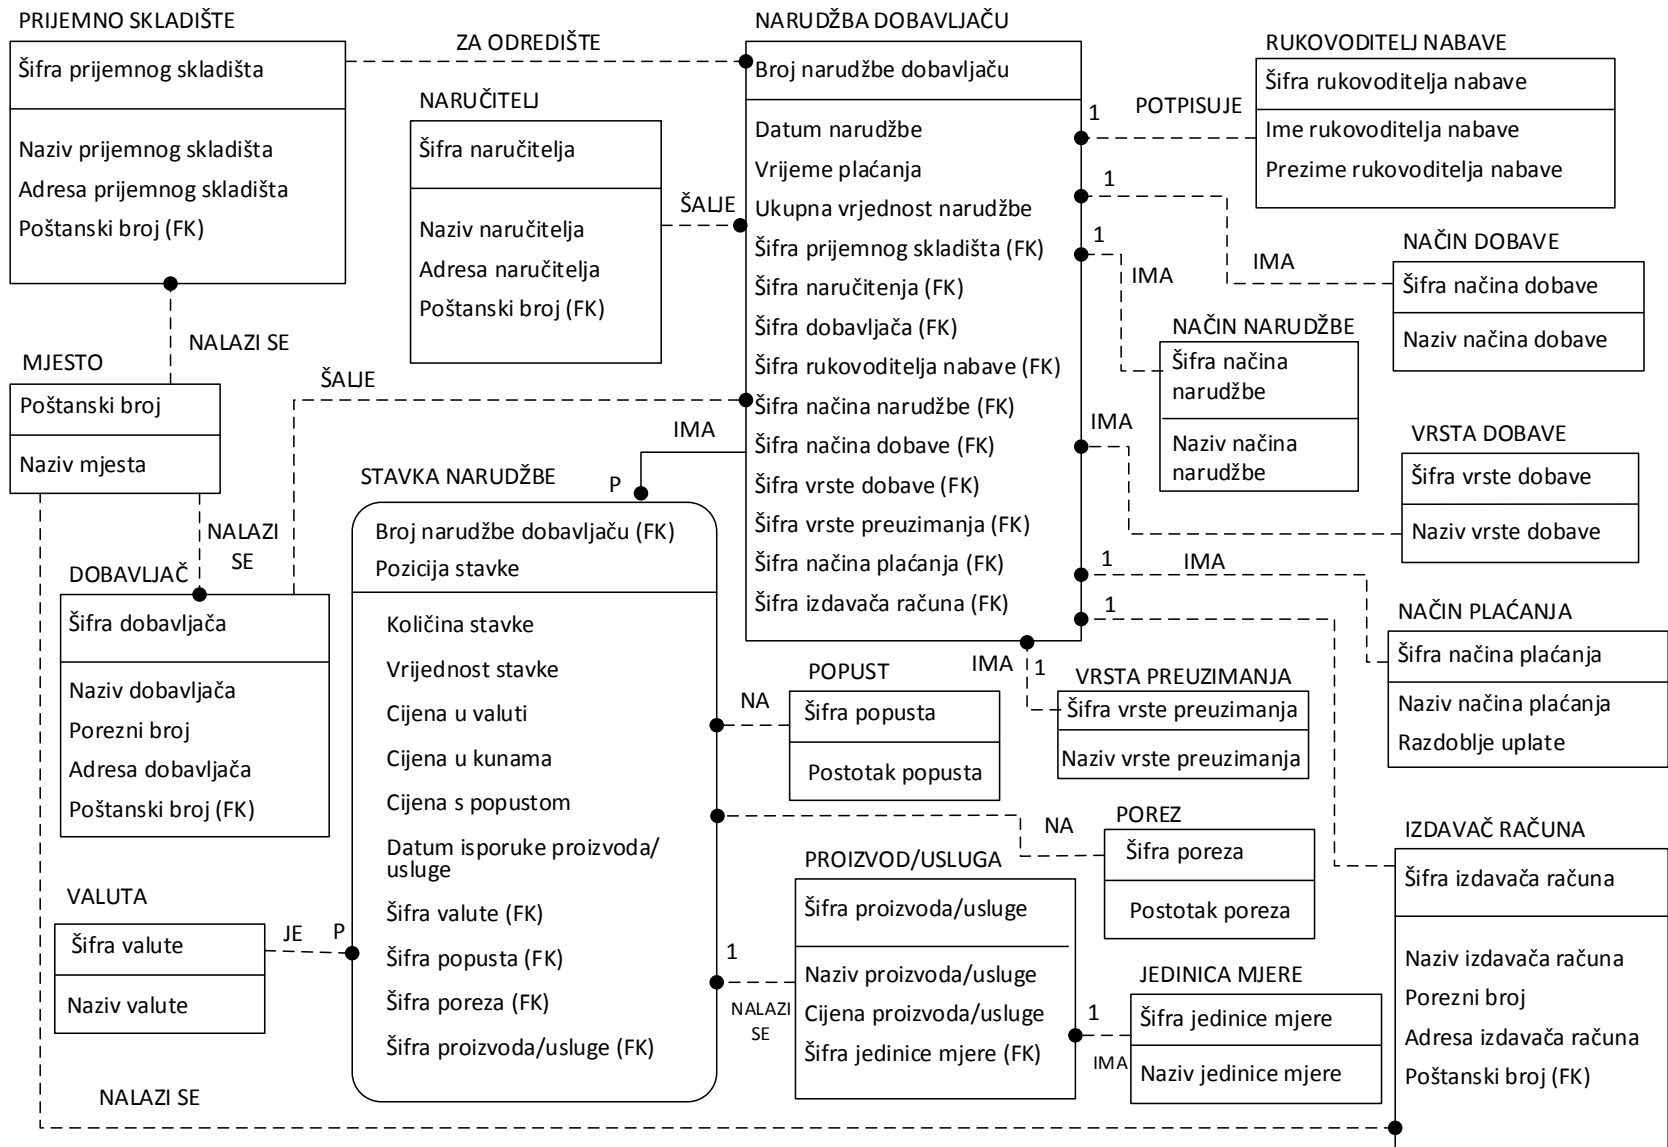 PRIJEMNO SKLADIŠTE
Šifra prijemnog skladišta
Naziv prijemnog skladišta
Adresa prijemnog skladišta
Poštanski broj (FK)
ZA ODREDIŠTE
NARUČITELJ
Šifra naručitelja
Naziv naručitelja
Adresa naručitelja
Poštanski broj (FK)
ŠALJE
NARUDŽBA DOBAVLJAČU
Broj narudžbe dobavljaču
Datum narudžbe
Vrijeme plaćanja
Ukupna vrjednost narudžbe
Šifra prijemnog skladišta (FK)
Šifra naručitenja (FK)
Šifra dobavljača (FK)
Šifra rukovoditelja nabave (FK)
Šifra načina narudžbe (FK)
Šifra načina dobave (FK)
Šifra vrste dobave (FK)
Šifra vrste preuzimanja (FK)
Šifra načina plaćanja (FK)
Šifra izdavača računa (FK)
RUKOVODITELJ NABAVE
Šifra rukovoditelja nabave
Ime rukovoditelja nabave
Prezime rukovoditelja nabave
POTPISUJE
1
1
IMA
NAČIN DOBAVE
Šifra načina dobave
Naziv načina dobave
1
IMA
NAČIN NARUDŽBE
Šifra načina
narudžbe
Naziv načina
narudžbe
IMA
VRSTA DOBAVE
Šifra vrste dobave
Naziv vrste dobave
1
IMA
NAČIN PLAĆANJA
Šifra načina plaćanja
Naziv načina plaćanja
Razdoblje uplate
1
NALAZI SE
MJESTO
Poštanski broj
Naziv mjesta
ŠALJE
NALAZI
SE
DOBAVLJAČ
Šifra dobavljača
Naziv dobavljača
Porezni broj
Adresa dobavljača
Poštanski broj (FK)
IMA
P
STAVKA NARUDŽBE
Broj narudžbe dobavljaču (FK)
Pozicija stavke
Količina stavke
Vrijednost stavke
Cijena u valuti
Cijena u kunama
Cijena s popustom
Datum isporuke proizvoda/
usluge
Šifra valute (FK)
Šifra popusta (FK)
Šifra poreza (FK)
Šifra proizvoda/usluge (FK)
IMA
1
VRSTA PREUZIMANJA
Šifra vrste preuzimanja
Naziv vrste preuzimanja
NA
POPUST
Šifra popusta
Postotak popusta
NA
POREZ
Šifra poreza
Postotak poreza
PROIZVOD/USLUGA
Šifra proizvoda/usluge
Naziv proizvoda/usluge
Cijena proizvoda/usluge
Šifra jedinice mjere (FK)
1
NALAZI
SE
1
IMA
JEDINICA MJERE
Šifra jedinice mjere
Naziv jedinice mjere
IZDAVAČ RAČUNA
Šifra izdavača računa
Naziv izdavača računa
Porezni broj
Adresa izdavača računa
Poštanski broj (FK)
VALUTA
Šifra valute
Naziv valute
JE
P
NALAZI SE